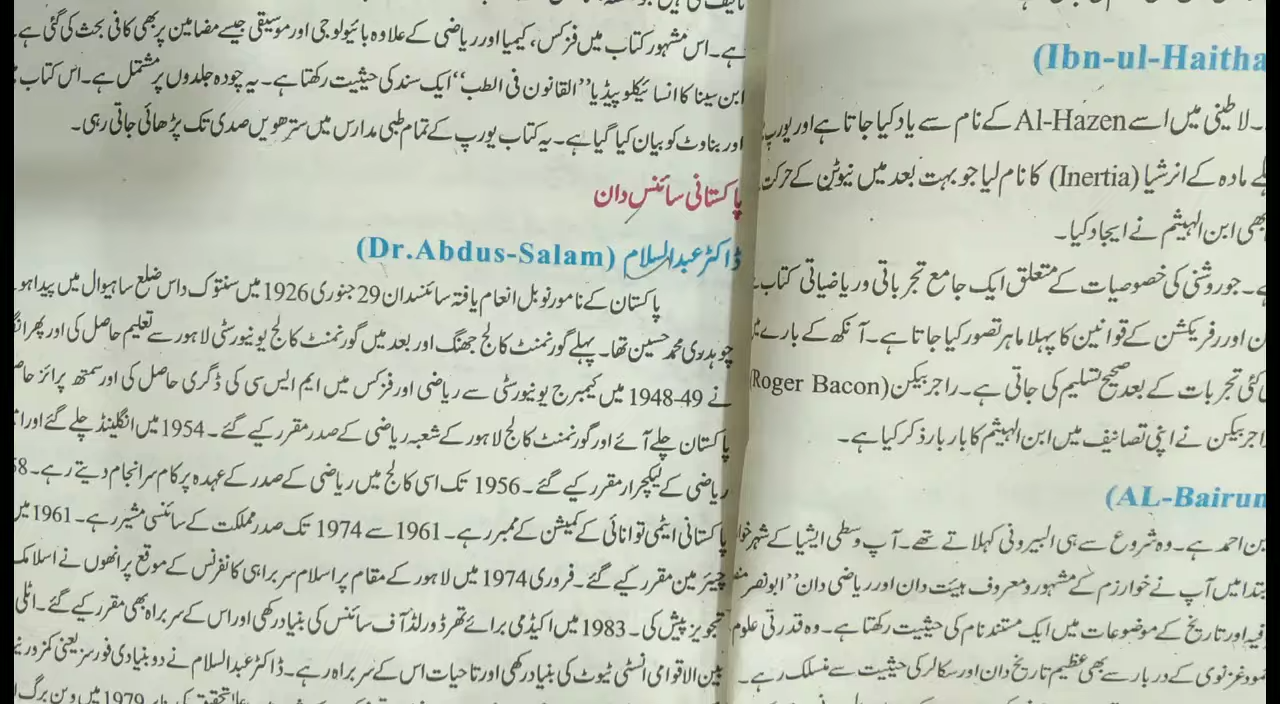 ہے۔ اس مشہور کتاب میں فزکس، کیمیا اور ریاضی کے علاوہ بائیولوجی اور موسیقی جیسے مضامین پر بھی کافی بحث کی گئی ہے۔
ابن سینا کا انسائیکلوپیڈیا ”القانون فی الطب“ ایک سند کی حیثیت رکھتا ہے۔ یہ چودہ جلدوں پر مشتمل ہے۔ اس کتاب
اور بناوٹ کو بیان کیا گیا ہے۔ یہ کتاب یورپ کے تمام طبی مدارس میں سترھویں صدی تک پڑھائی جاتی رہی۔
پاکستانی سائنس دان
ڈاکٹر عبدالسلام (Dr.Abdus-Salam)
پاکستان کے نامور نوبل انعام یافتہ سائنسدان 29 جنوری 1926 میں سنتوک داس ضلع ساہیوال میں پیدا ہو
چوہدری محمد حسین تھا۔ پہلے گورنمنٹ کالج جھنگ اور بعد میں گورنمنٹ کالج یونیورسٹی لاہور سے تعلیم حاصل کی اور پھر
نے 1948-49 میں کیمبرج یونیورسٹی سے ریاضی اور فزکس میں ایم ایس سی کی ڈگری حاصل کی اور سمتھ پرائز
پاکستان چلے آئے اور گورنمنٹ کالج لاہور کے شعبہ ریاضی کے صدر مقرر کیے گئے۔ 1954 میں انگلینڈ چلے گئے اور
ریاضی کے لیکچرار مقرر کیے گئے۔ 1956 تک اسی کالج میں ریاضی کے صدر کے عہدہ پر کام سرانجام دیتے رہے۔
پاکستانی ایٹمی توانائی کے کمیشن کے ممبر رہے۔ 1961 سے 1974 تک صدر مملکت کے سائنسی مشیر رہے۔ 1961 میں
چیئر مین مقرر کیے گئے۔ فروری 1974 میں لاہور کے مقام پر اسلام سربراہی کانفرنس کے موقع پر انھوں نے اسلامک
تجویز پیش کی۔ 1983 میں اکیڈمی برائے تھرڈ ورلڈ آف سائنس کی بنیاد رکھی اور اس کے سربراہ بھی مقرر کیے گئے۔ اٹلی
بین الاقوامی انسٹی ٹیوٹ کی بنیاد رکھی اور تا حیات اس کے سربراہ رہے۔ ڈاکٹر عبدالسلام نے دو بنیادی فورسز یعنی کمزور
1979 میں وین برگ
(Ibn-ul-Haitha
۔ لاطینی میں اسے Al-Hazen کے نام سے یاد کیا جاتا ہے اور یورپ
مادہ کے انرشیا (Inertia) کا نام لیا جو بہت بعد میں نیوٹن کے حرکت
بھی ابن الہیثم نے ایجاد کیا۔
ہے۔ جو روشنی کی خصوصیات کے متعلق ایک جامع تجرباتی و ریاضیاتی کتاب
اور رفریکشن کے قوانین کا پہلا ماہر تصور کیا جاتا ہے۔ آنکھ کے بارے میں
کئی تجربات کے بعد صحیح تسلیم کی جاتی ہے۔ راجر بیکن (Roger Bacon)
راجر بیکن نے اپنی تصانیف میں ابن الہیثم کا بار بار ذکر کیا ہے۔
(AL-Bairun
بن احمد ہے۔ وہ شروع سے ہی البیرونی کہلاتے تھے۔ آپ وسطی ایشیا کے شہر
ابتدا میں آپ نے خوارزم کے مشہور و معروف ہیئت دان اور ریاضی دان ”ابونصر
اور تاریخ کے موضوعات میں ایک مستند نام کی حیثیت رکھتا ہے۔ وہ قدرتی علوم
محمود غزنوی کے دربار سے بھی عظیم تاریخ دان اور سکالر کی حیثیت سے منسلک رہے۔